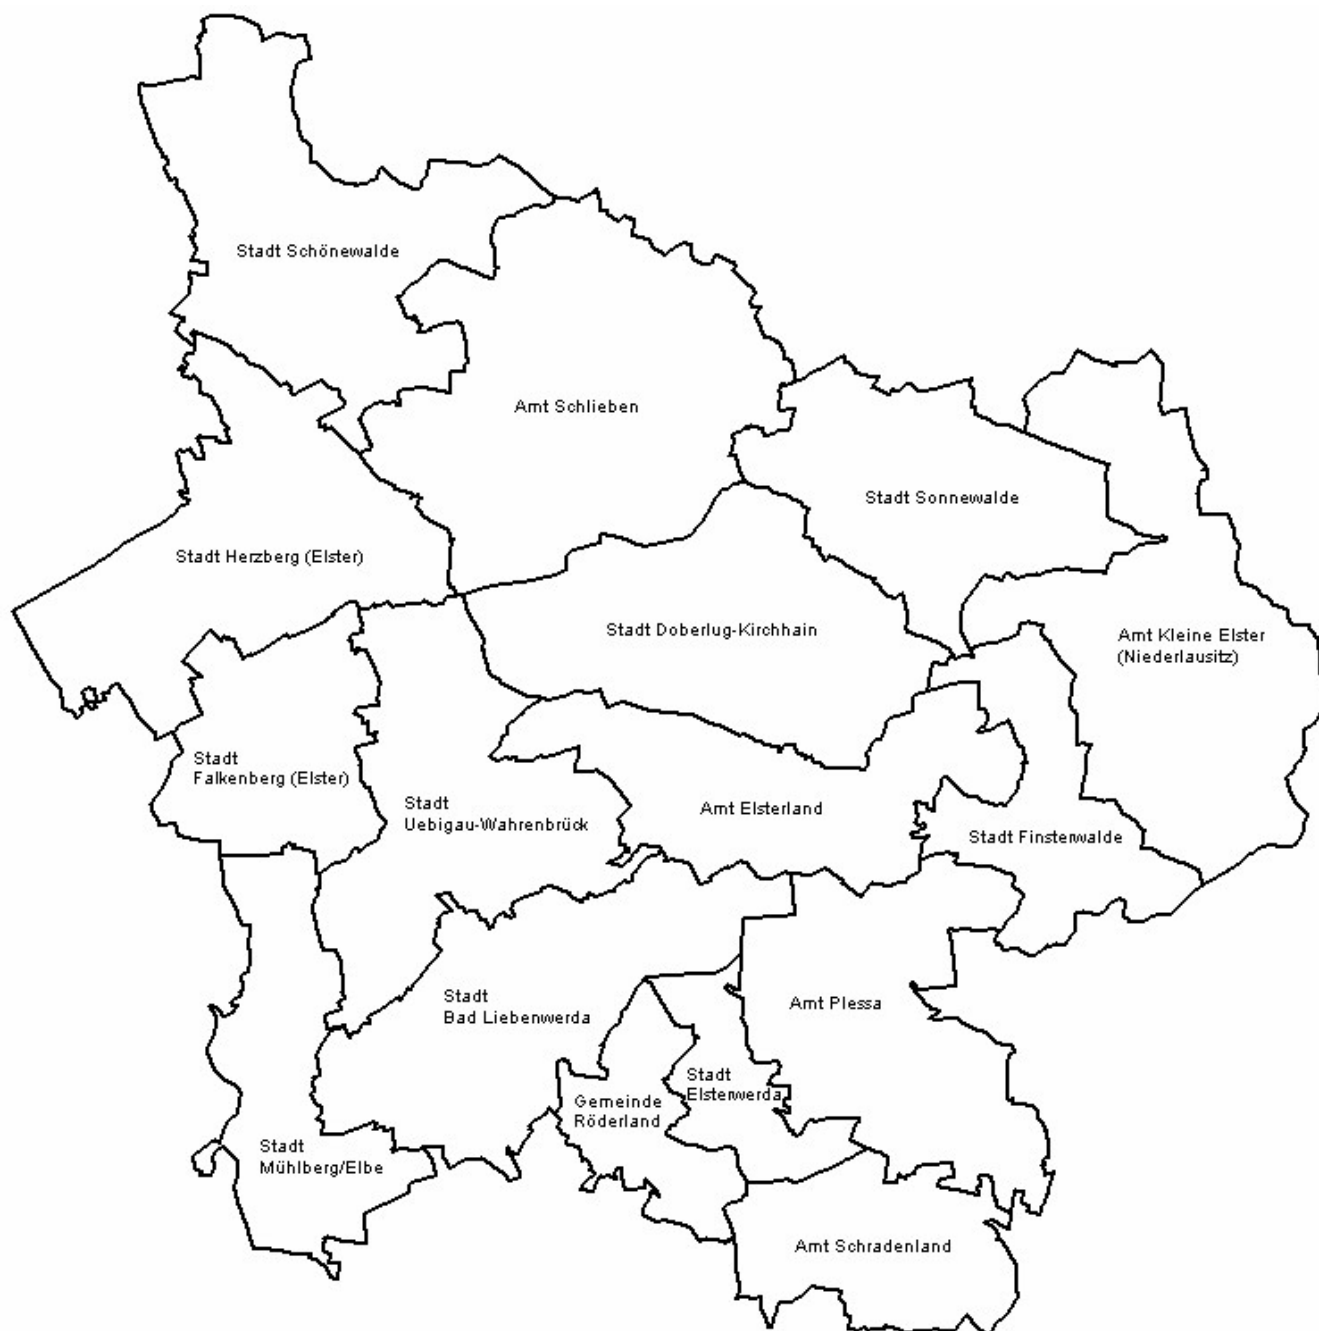 Stadt Schönewalde
Amt Schlieben
Stadt Sonnewalde
Stadt Herzberg (Elster)
Stadt Doberlug-Kirchhain
Amt Kleine Elster
(Niederlausitz)
Stadt
Falkenberg (Elster)
Stadt
Uebigau-Wahrenbrück
Amt Elsterland
Stadt Finsterwalde
Stadt
Bad Liebenwerda
Amt Plessa
Stadt
Elsterwerda
Gemeinde
Röderland
Stadt
Mühlberg/Elbe
Amt Schradenland